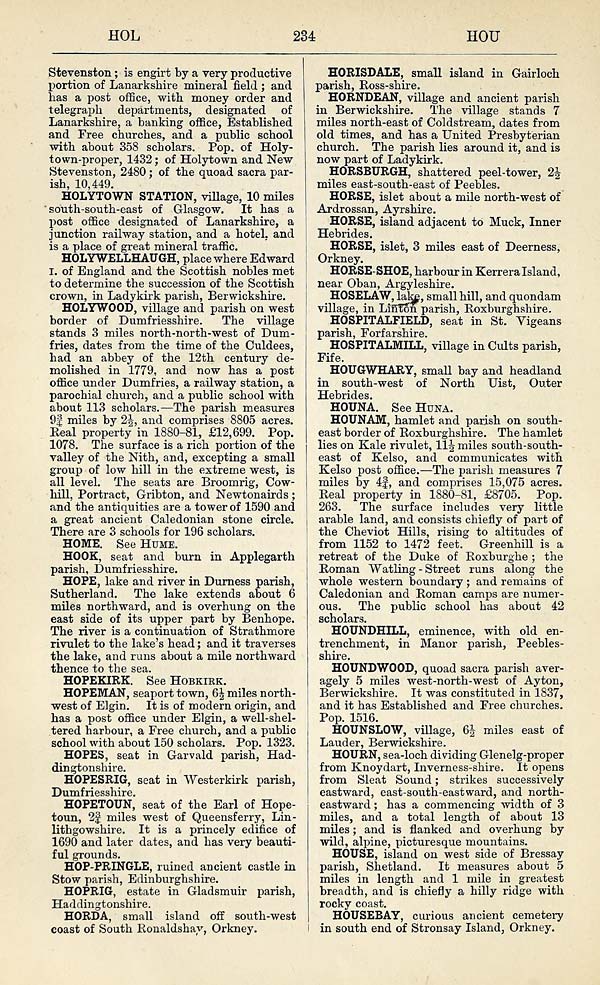 HOL 234 HOU
Stevenston; is engirt by a very productive
portion of Lanarkshire mineral field; and
has a post office, with money order and
telegraph departments, designated of
Lanarkshire, a banking office, Established
and Free churches, and a public school
with about 358 scholars. Pop. of Holy-
town-proper, 1432; of Holytown and New
Stevenston, 2480; of the quoad sacra par-
ish, 10,449.
HOLYTOWN STATION, village, 10 miles
south-south-east of Glasgow. It has a
post office designated of Lanarkshire, a
junction railway station, and a hotel, and
is a place of great mineral traffic.
HOLYWELLHAUGH, place where Edward
I. of England and the Scottish nobles met
to determine the succession of the Scottish
crown, in Ladykirk parish, Berwickshire.
HOLYWOOD, village and parish on west
border of Dumfriesshire. The village
stands 3 miles north-north-west of Dum-
fries, dates from the time of the Culdees,
had an abbey of the 12th century de-
molished in 1779, and now has a post
office under Dumfries, a railway station, a
parochial church, and a public school with
about 113 scholars.—The parish measures
9¾ miles by 2½, and comprises 8805 acres.
Real property in 1880-81, £12,699. Pop.
1078. The surface is a rich portion of the
valley of the Nith, and, excepting a small
group of low hill in the extreme west, is
all level. The seats are Broomrig, Cow-
hill, Portract, Gribton, and Newtonairds;
and the antiquities are a tower of 1590 and
a great ancient Caledonian stone circle.
There are 3 schools for 196 scholars.
HOME. See HUME.
HOOK, seat and burn in Applegarth
parish, Dumfriesshire.
HOPE, lake and river in Durness parish,
Sutherland. The lake extends about 6
miles northward, and is overhung on the
east side of its upper part by Benhope.
The river is a continuation of Strathmore
rivulet to the lake's head; and it traverses
the lake, and runs about a mile northward
thence to the sea.
HOPEKIRK. See HOBKIRK.
HOPEMAN, seaport town, 6½ miles north-
west of Elgin. It is of modern origin, and
has a post office under Elgin, a well-shel-
tered harbour, a Free church, and a public
school with about 150 scholars. Pop. 1323.
HOPES, seat in Garvald parish, Had-
dingtonshire.
HOPESRIG, seat in Westerkirk parish,
Dumfriesshire.
HOPETOUN, seat of the Earl of Hope-
toun, 2¾ miles west of Queensferry, Lin-
lithgowshire. It is a princely edifice of
1690 and later dates, and has very beauti-
ful grounds.
HOP-PRINGLE, ruined ancient castle in
Stow parish, Edinburghshire.
HOPRIG, estate in Gladsmuir parish,
Haddingtonshire.
HORDA, small island off south-west
coast of South Ronaldshay, Orkney.
HORISDALE, small island in Gairloch
parish, Ross-shire.
HORNDEAN, village and ancient parish
in Berwickshire. The village stands 7
miles north-east of Coldstream, dates from
old times, and has a United Presbyterian
church. The parish lies around it, and is
now part of Ladykirk.
HORSBURGH, shattered peel-tower, 2½
miles east-south-east of Peebles.
HORSE, islet about a mile north-west of
Ardrossan, Ayrshire.
HORSE, island adjacent to Muck, Inner
Hebrides.
HORSE, islet, 3 miles east of Deerness,
Orkney.
HORSE-SHOE, harbour in Kerrera Island,
near Oban, Argyleshire.
HOSELAW, lake, small hill, and quondam
village, in Linton parish, Roxburghshire.
HOSPITALFIELD, seat in St. Vigeans
parish, Forfarshire.
HOSPITALMILL, village in Cults parish,
Fife.
HOUGWHARY, small bay and headland
in south-west of North Uist, Outer
Hebrides.
HOUNA. See HUNA.
HOUNAM, hamlet and parish on south-
east border of Roxburghshire. The hamlet
lies on Kale rivulet, 11½ miles south-south-
east of Kelso, and communicates with
Kelso post office.—The parish measures 7
miles by 4¾, and comprises 15,075 acres.
Real property in 1880-81, £8705. Pop.
263. The surface includes very little
arable land, and consists chiefly of part of
the Cheviot Hills, rising to altitudes of
from 1152 to 1472 feet. Greenhill is a
retreat of the Duke of Roxburghe; the
Roman Watling-Street runs along the
whole western boundary; and remains of
Caledonian and Roman camps are numer-
ous. The public school has about 42
scholars.
HOUNDHILL, eminence, with old en-
trenchment, in Manor parish, Peebles-
shire.
HOUNDWOOD, quoad sacra parish aver-
agely 5 miles west-north-west of Ayton,
Berwickshire. It was constituted in 1837,
and it has Established and Free churches.
Pop. 1516.
HOUNSLOW, village, 6½ miles east of
Lauder, Berwickshire.
HOURN, sea-loch dividing Glenelg-proper
from Knoydart, Inverness-shire. It opens
from Sleat Sound; strikes successively
eastward, east-south-eastward, and north-
eastward; has a commencing width of 3
miles, and a total length of about 13
miles; and is flanked and overhung by
wild, alpine, picturesque mountains.
HOUSE, island on west side of Bressay
parish, Shetland. It measures about 5
miles in length and 1 mile in greatest
breadth, and is chiefly a hilly ridge with
rocky coast.
HOUSEBAY, curious ancient cemetery
in south end of Stronsay Island, Orkney.